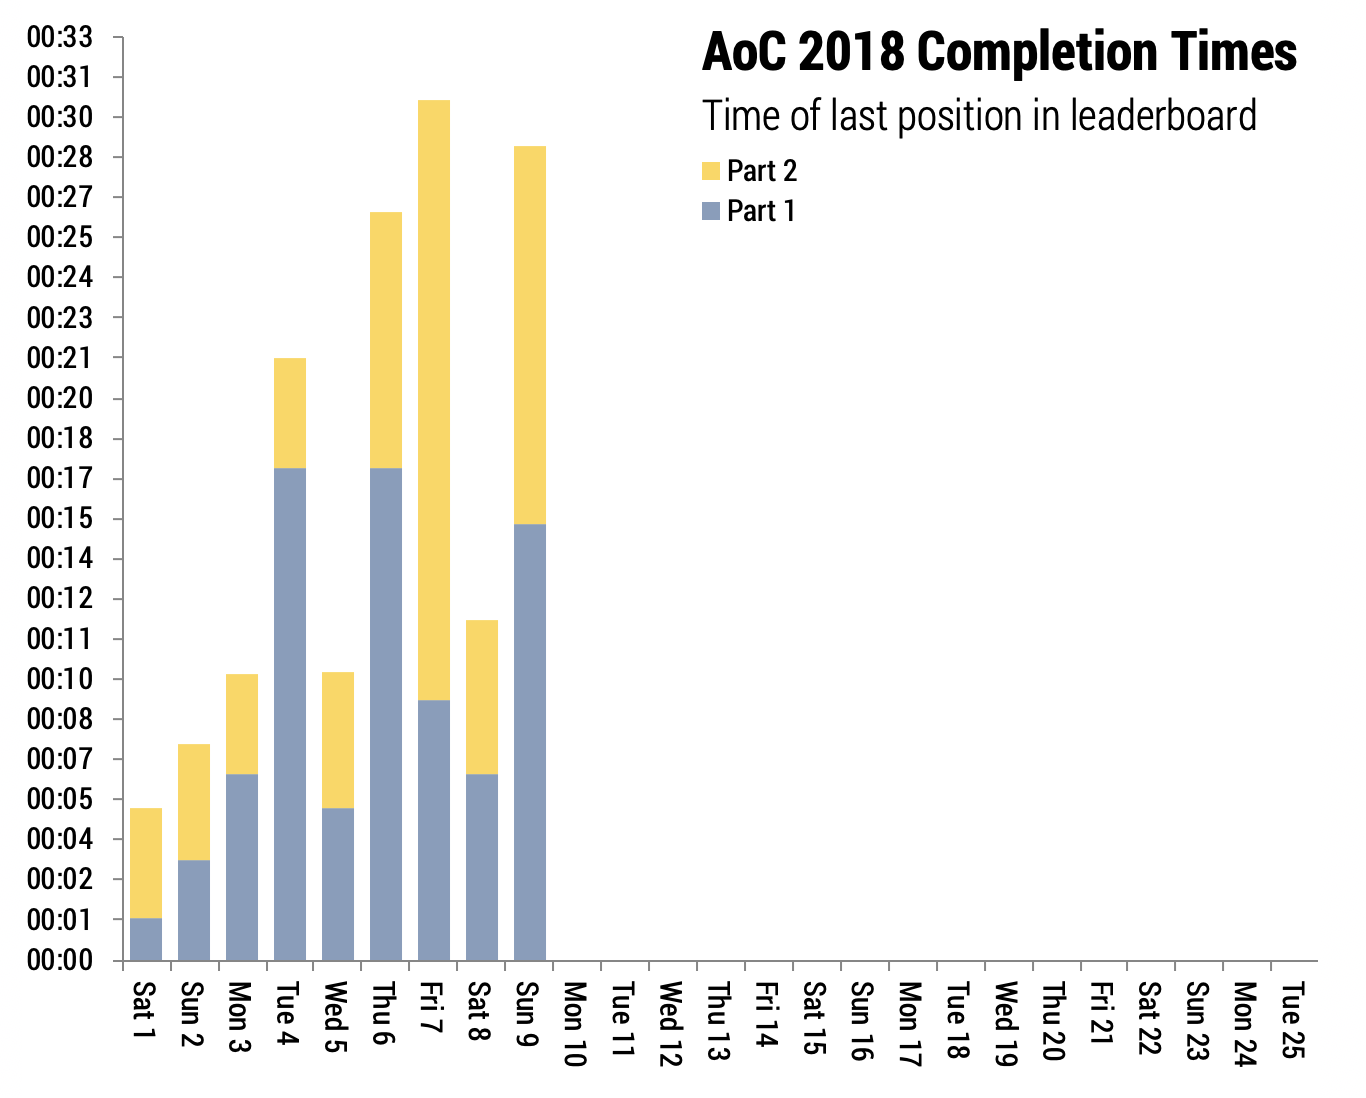 AoC 2018 Completion Times
Time of last position in leaderboard
Part 2
Part 1
00:33
00:31
00:30
00:28
00:27
00:25
00:24
00:23
00:21
00:20
00:18
00:17
00:15
00:14
00:12
00:11
00:10
00:08
00:07
00:05
00:04
00:02
00:01
00:00
Sat 1
Sun 2
Mon 3
Tue 4
Wed 5
Thu 6
Fri 7
Sat 8
Sun 9
Mon 10
Tue 11
Wed 12
Thu 13
Fri 14
Sat 15
Sun 16
Mon 17
Tue 18
Wed 19
Thu 20
Fri 21
Sat 22
Sun 23
Mon 24
Tue 25